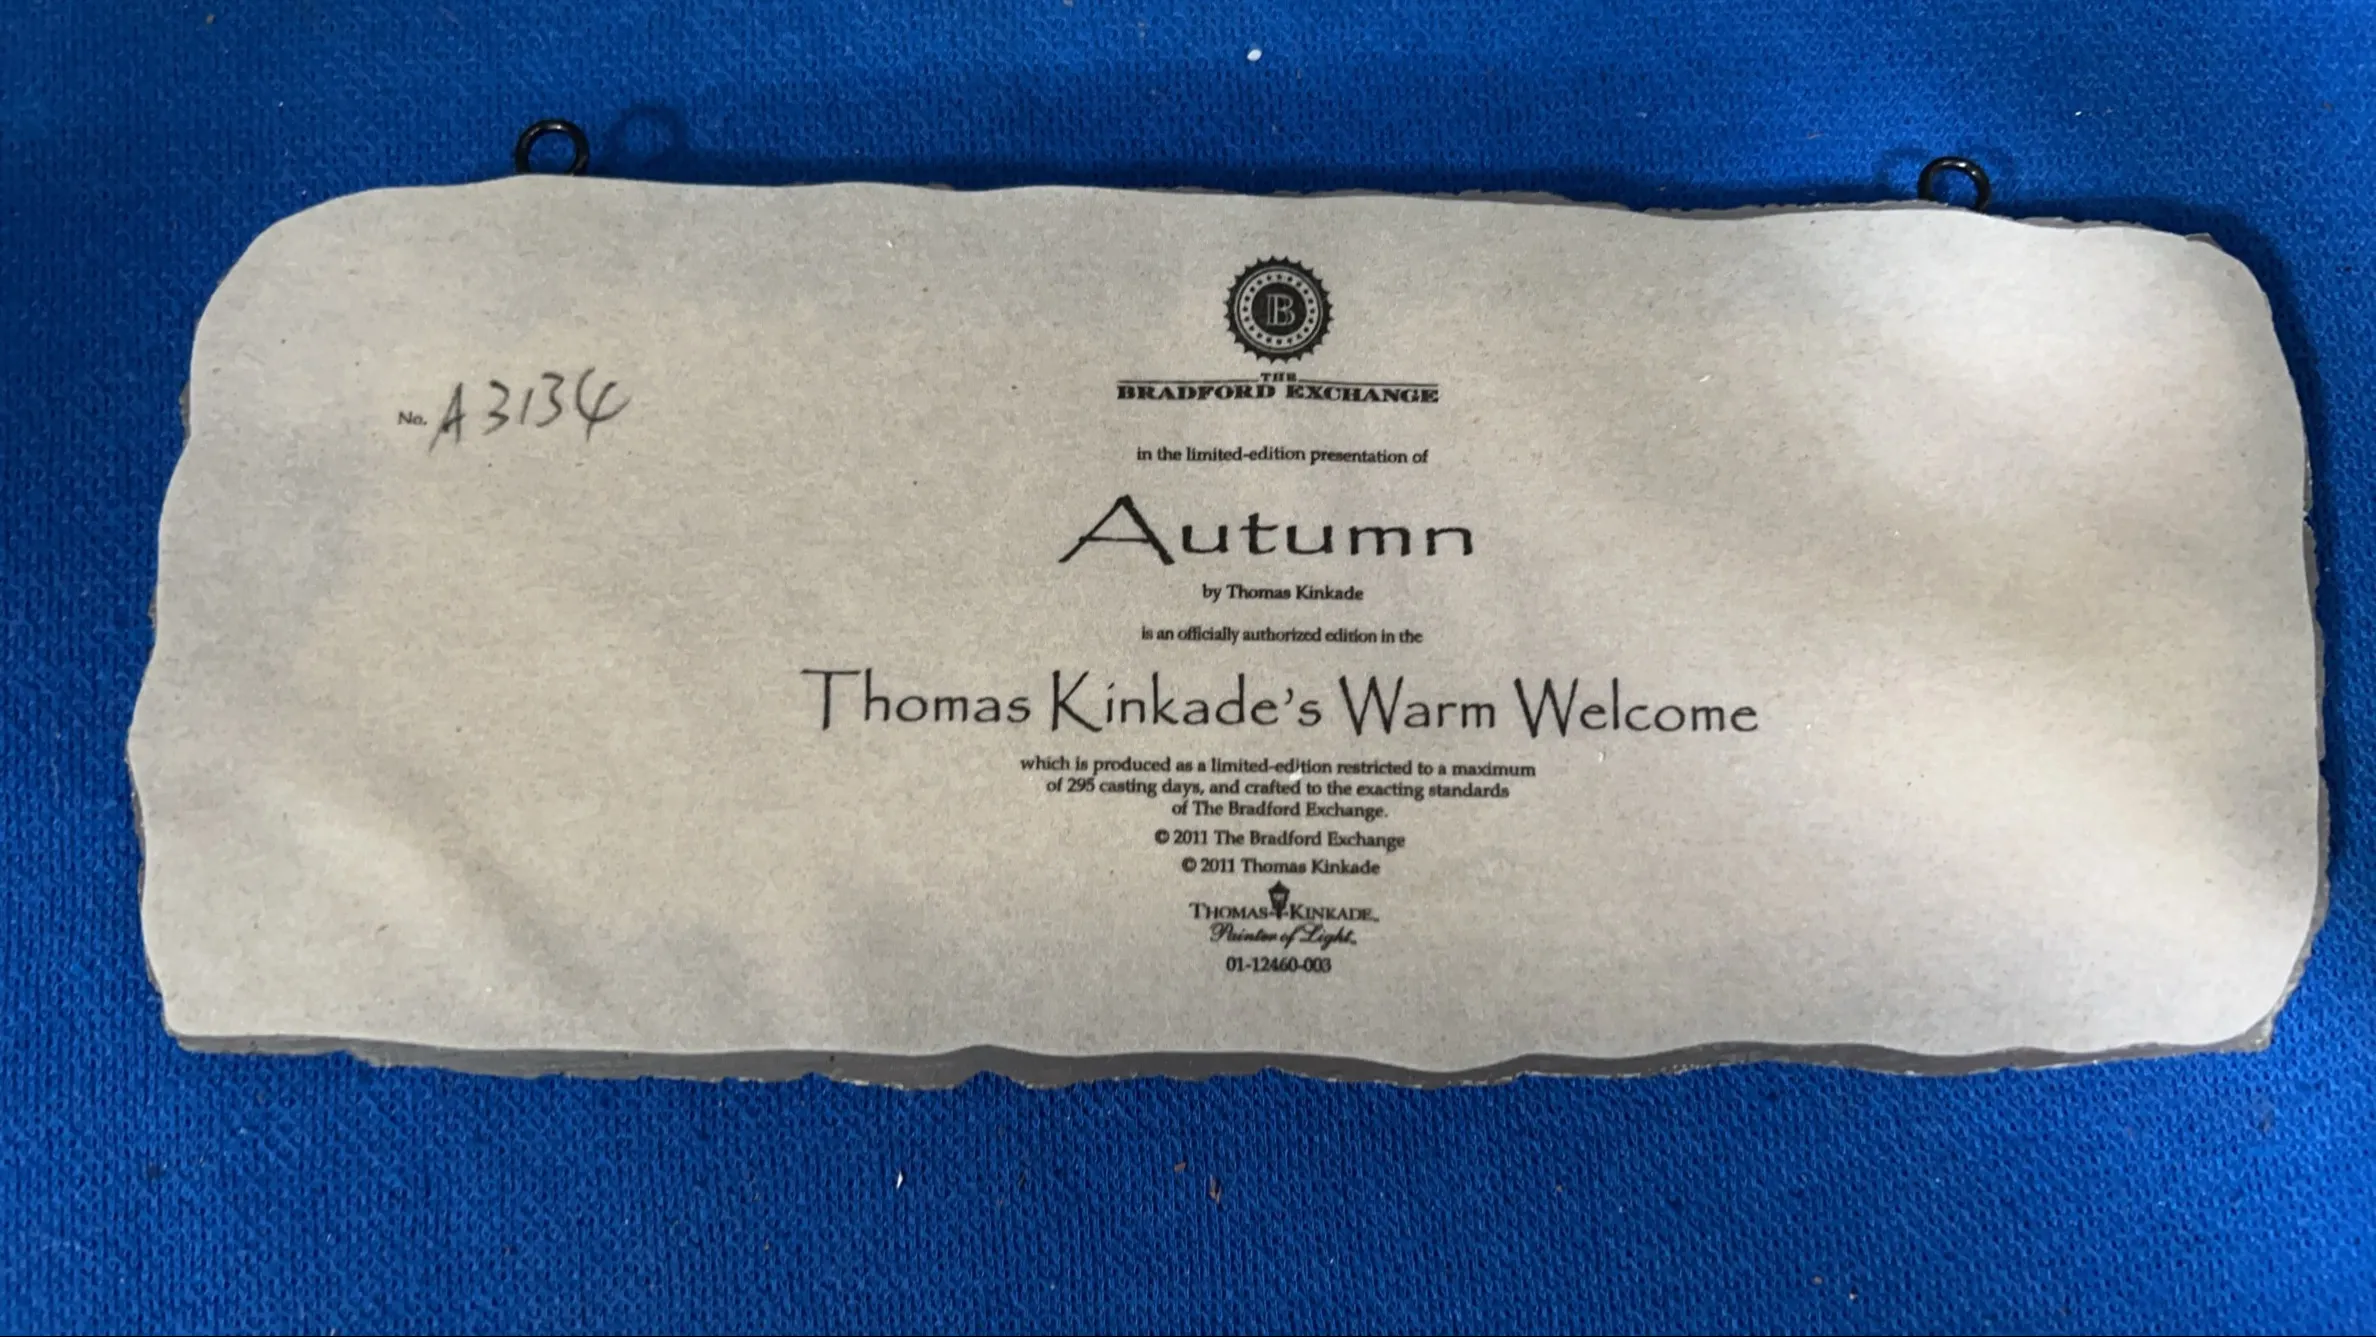 B
THE
BRADFORD EXCHANGE
No. A3134
in the limited-edition presentation of
Autumn
by Thomas Kinkade
is an officially authorized edition in the
Thomas Kinkade's Warm Welcome
which is produced as a limited-edition restricted to a maximum
of 295 casting days, and crafted to the exacting standards
of The Bradford Exchange.
© 2011 The Bradford Exchange
© 2011 Thomas Kinkade
THOMAS KINKADE™
Painter of Light™
01-12460-003